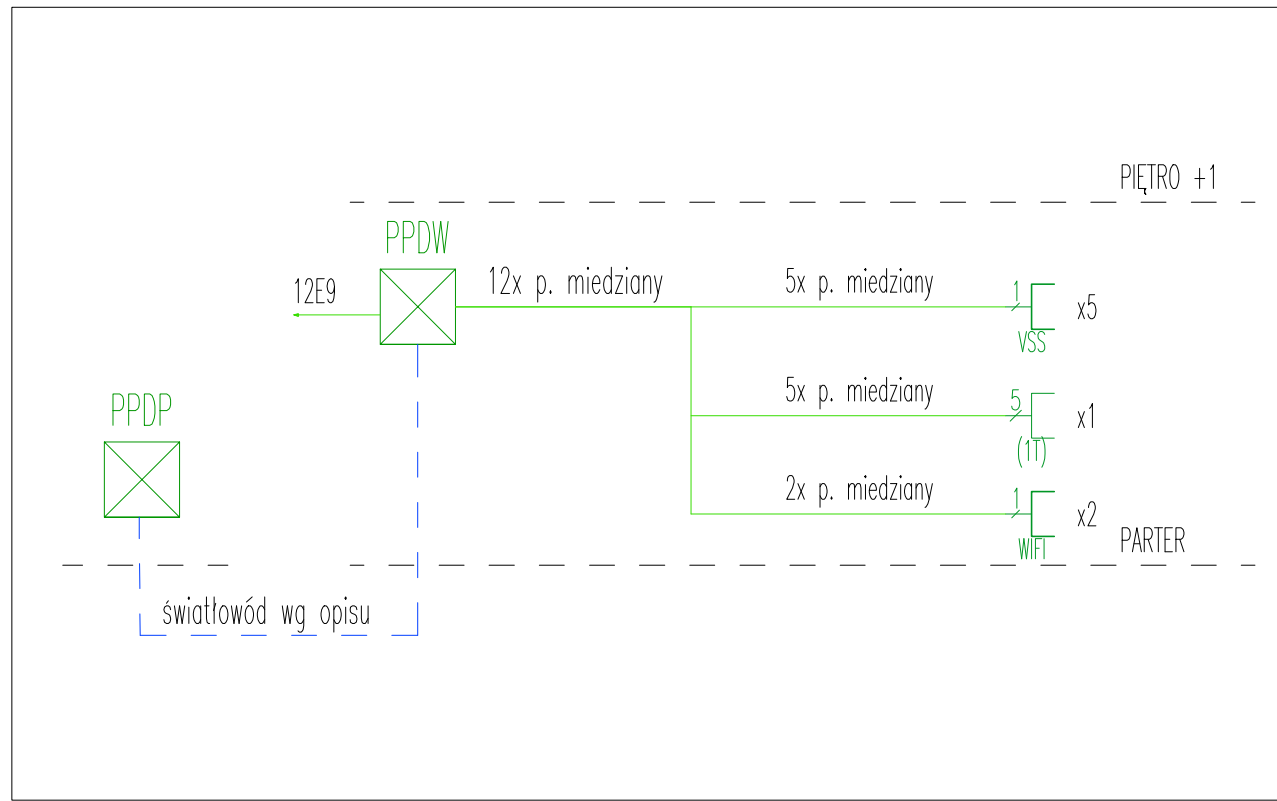 PIĘTRO +1
PPDW
12E9
12x p. miedziany
5x p. miedziany
1
x5
VSS
PPDP
5x p. miedziany
5
x1
(1T)
2x p. miedziany
1
x2
WIFI
PARTER
światłowód wg opisu